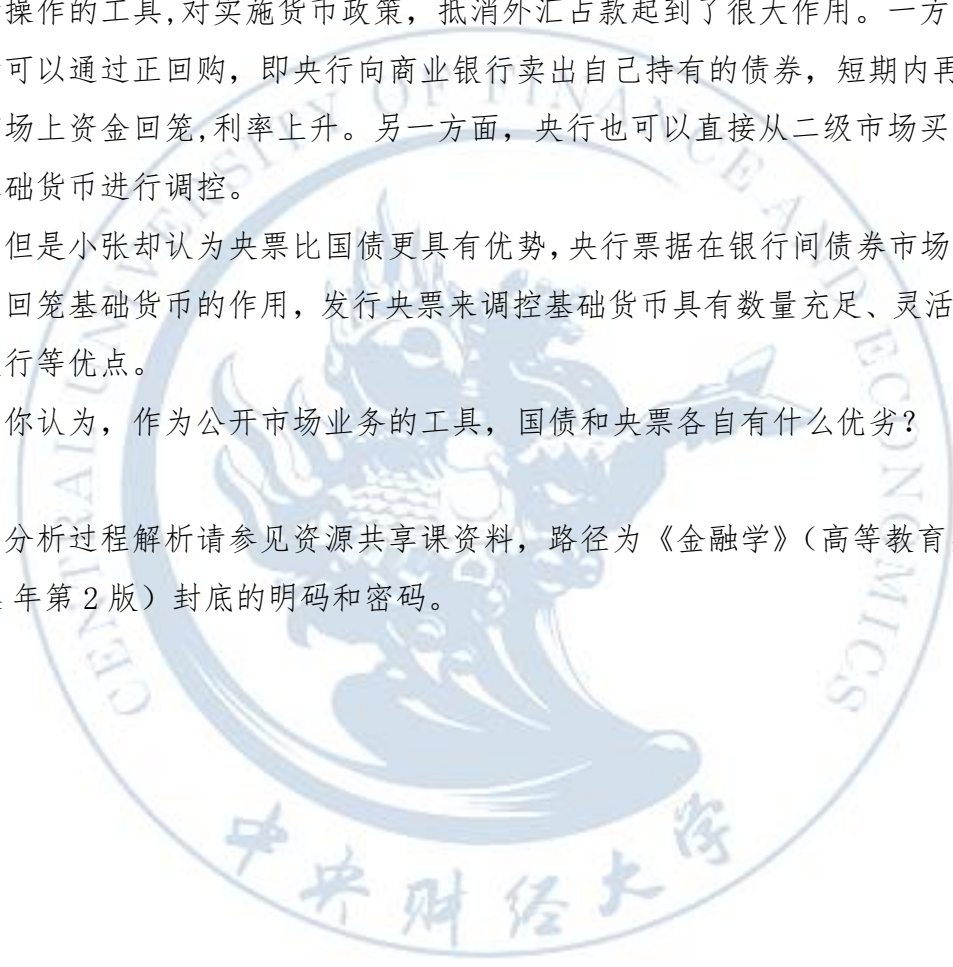 操作的工具,对实施货币政策，抵消外汇占款起到了很大作用。一方
可以通过正回购，即央行向商业银行卖出自己持有的债券，短期内再
场上资金回笼,利率上升。另一方面，央行也可以直接从二级市场买
础货币进行调控。
但是小张却认为央票比国债更具有优势，央行票据在银行间债券市场
回笼基础货币的作用，发行央票来调控基础货币具有数量充足、灵活
行等优点。
你认为，作为公开市场业务的工具，国债和央票各自有什么优劣？
分析过程解析请参见资源共享课资料，路径为《金融学》（高等教育
年第 2 版）封底的明码和密码。
CENTRAL UNIVERSITY OF FINANCE AND ECONOMICS
中央财经大学